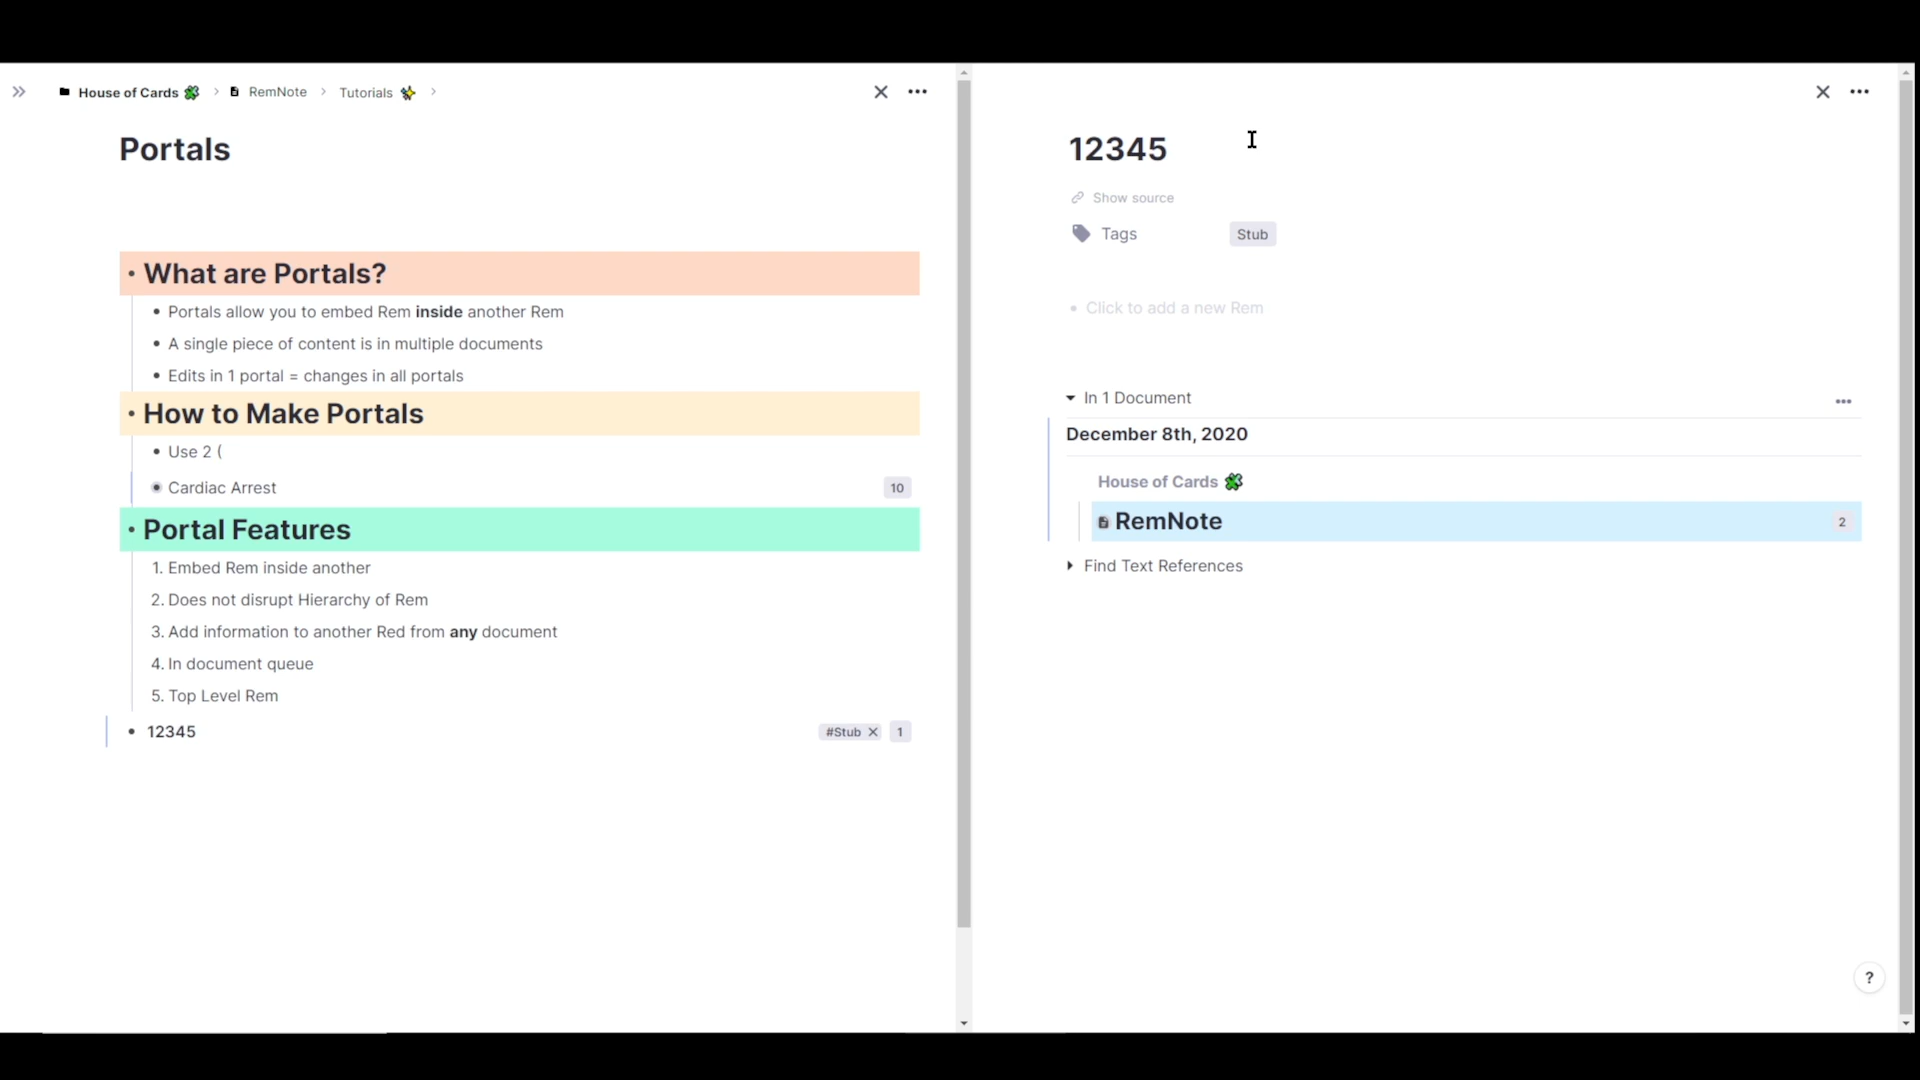 House of Cards > RemNote > Tutorials >
Portals
What are Portals?
Portals allow you to embed Rem inside another Rem
A single piece of content is in multiple documents
Edits in 1 portal = changes in all portals
How to Make Portals
Use 2 (
Cardiac Arrest 10
Portal Features
1. Embed Rem inside another
2. Does not disrupt Hierarchy of Rem
3. Add information to another Red from any document
4. In document queue
5. Top Level Rem
12345 #Stub 1
12345
Show source
Tags Stub
Click to add a new Rem
In 1 Document
December 8th, 2020
House of Cards
RemNote 2
Find Text References
?